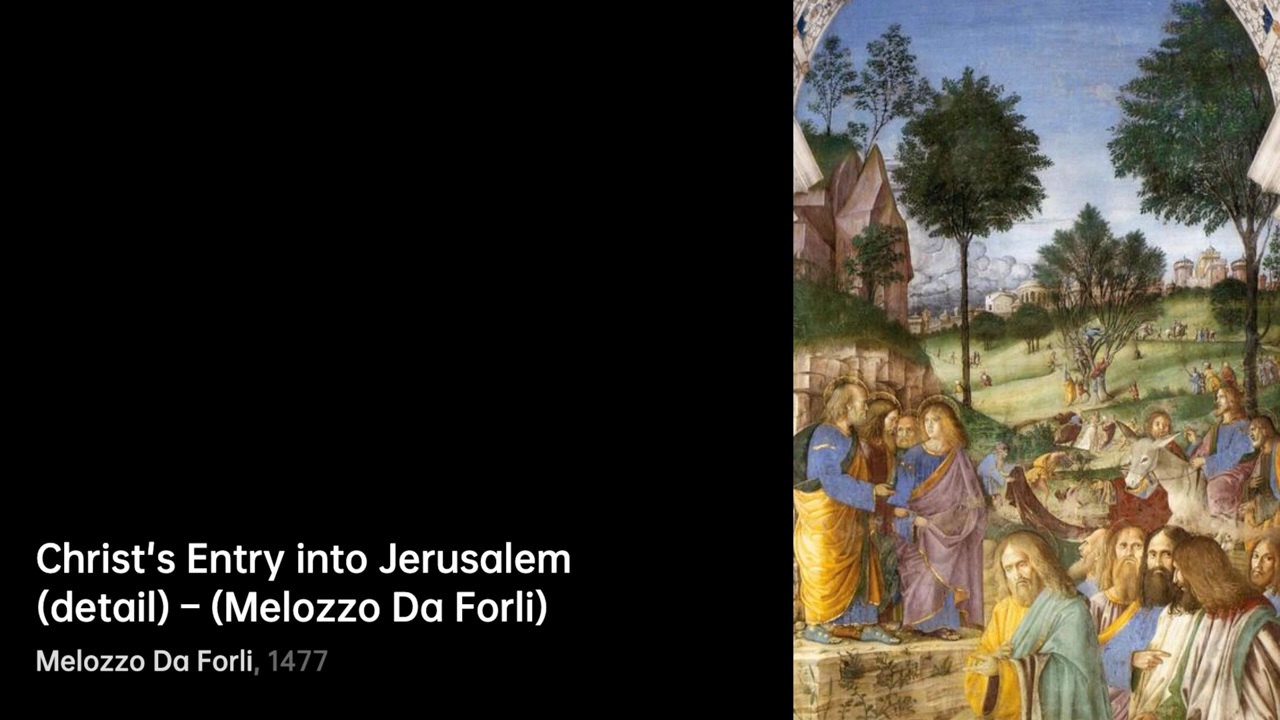 Christ's Entry into Jerusalem
(detail) – (Melozzo Da Forli)
Melozzo Da Forli, 1477